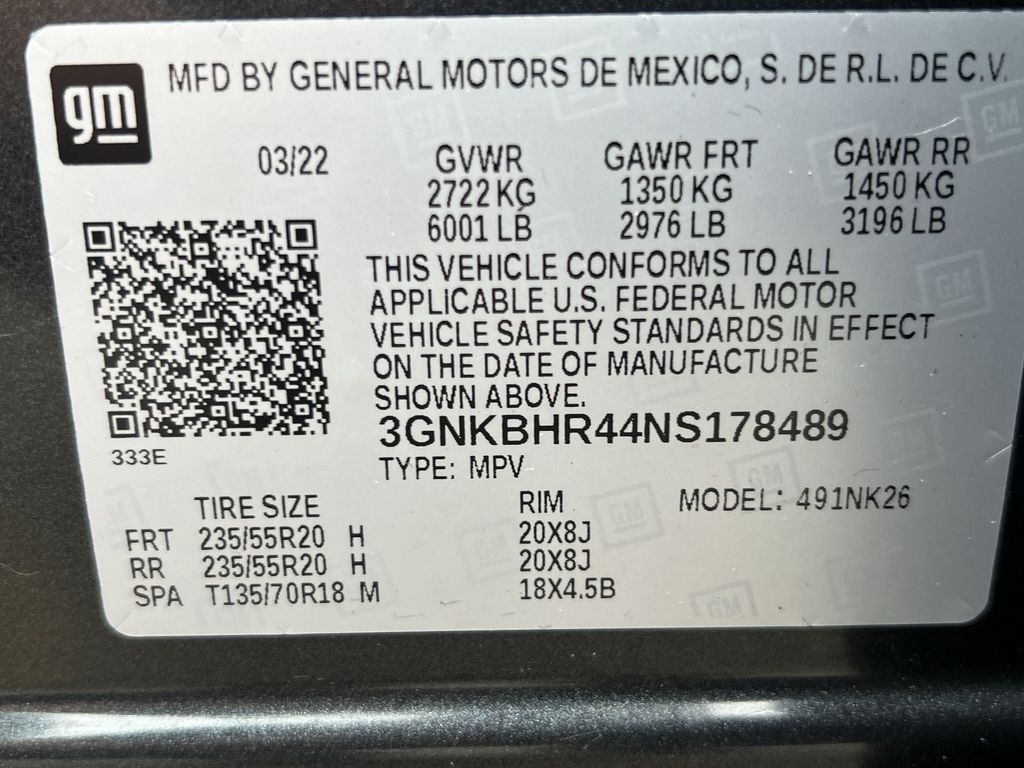 gm
MFD BY GENERAL MOTORS DE MEXICO, S. DE R.L. DE C.V.
03/22 GVWR GAWR FRT GAWR RR
2722 KG 1350 KG 1450 KG
6001 LB 2976 LB 3196 LB
THIS VEHICLE CONFORMS TO ALL
APPLICABLE U.S. FEDERAL MOTOR
VEHICLE SAFETY STANDARDS IN EFFECT
ON THE DATE OF MANUFACTURE
SHOWN ABOVE.
3GNKBHR44NS178489
333E
TYPE: MPV
TIRE SIZE RIM MODEL: 491NK26
FRT 235/55R20 H 20X8J
RR 235/55R20 H 20X8J
SPA T135/70R18 M 18X4.5B